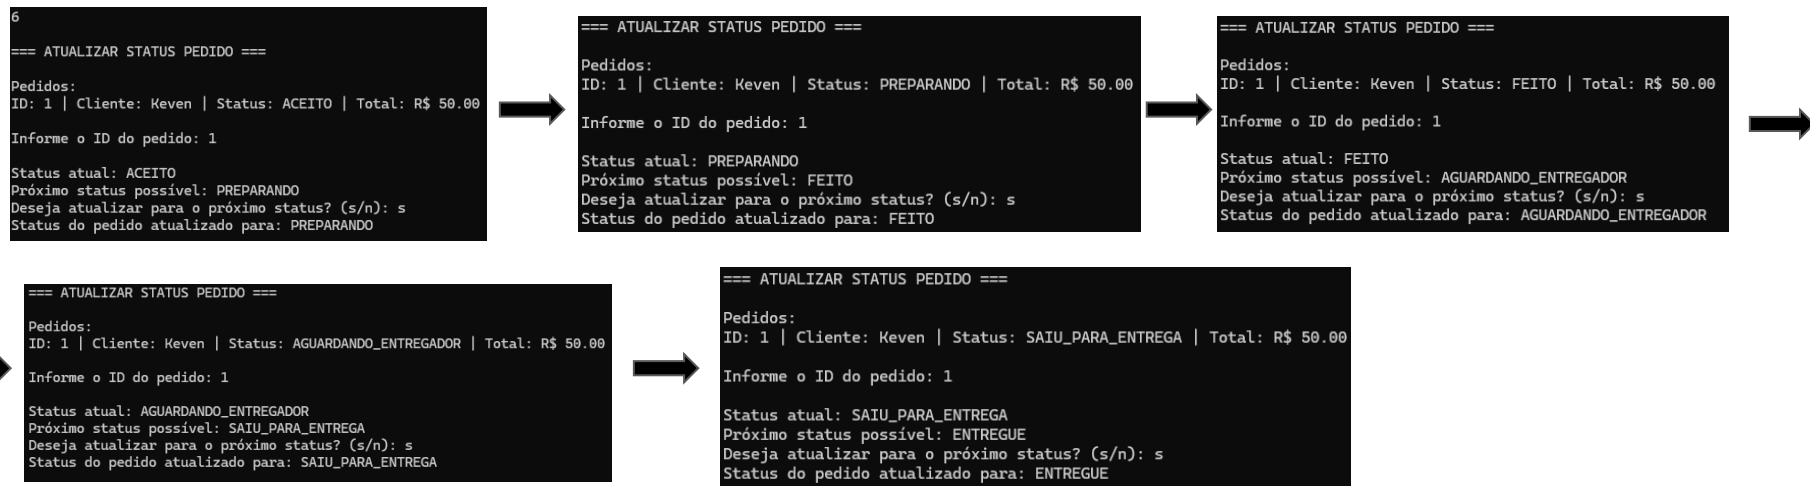 6
=== ATUALIZAR STATUS PEDIDO ===
Pedidos:
ID: 1 | Cliente: Keven | Status: ACEITO | Total: R$ 50.00
Informe o ID do pedido: 1
Status atual: ACEITO
Próximo status possível: PREPARANDO
Deseja atualizar para o próximo status? (s/n): s
Status do pedido atualizado para: PREPARANDO
=== ATUALIZAR STATUS PEDIDO ===
Pedidos:
ID: 1 | Cliente: Keven | Status: PREPARANDO | Total: R$ 50.00
Informe o ID do pedido: 1
Status atual: PREPARANDO
Próximo status possível: FEITO
Deseja atualizar para o próximo status? (s/n): s
Status do pedido atualizado para: FEITO
=== ATUALIZAR STATUS PEDIDO ===
Pedidos:
ID: 1 | Cliente: Keven | Status: FEITO | Total: R$ 50.00
Informe o ID do pedido: 1
Status atual: FEITO
Próximo status possível: AGUARDANDO_ENTREGADOR
Deseja atualizar para o próximo status? (s/n): s
Status do pedido atualizado para: AGUARDANDO_ENTREGADOR
=== ATUALIZAR STATUS PEDIDO ===
Pedidos:
ID: 1 | Cliente: Keven | Status: AGUARDANDO_ENTREGADOR | Total: R$ 50.00
Informe o ID do pedido: 1
Status atual: AGUARDANDO_ENTREGADOR
Próximo status possível: SAIU_PARA_ENTREGA
Deseja atualizar para o próximo status? (s/n): s
Status do pedido atualizado para: SAIU_PARA_ENTREGA
=== ATUALIZAR STATUS PEDIDO ===
Pedidos:
ID: 1 | Cliente: Keven | Status: SAIU_PARA_ENTREGA | Total: R$ 50.00
Informe o ID do pedido: 1
Status atual: SAIU_PARA_ENTREGA
Próximo status possível: ENTREGUE
Deseja atualizar para o próximo status? (s/n): s
Status do pedido atualizado para: ENTREGUE